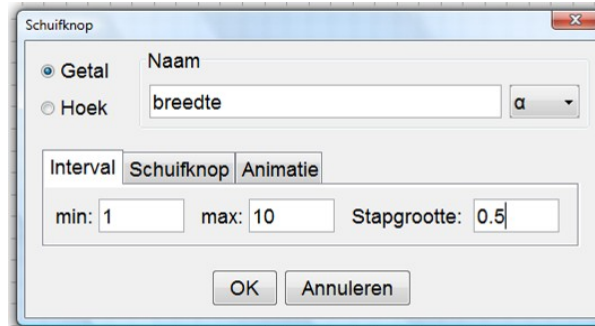 Schuifknop
Getal
Hoek
Naam
breedte
α
Interval Schuifknop Animatie
min: 1 max: 10 Stapgrootte: 0.5
OK Annuleren